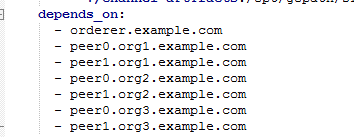 depends_on:
- orderer.example.com
- peer0.org1.example.com
- peer1.org1.example.com
- peer0.org2.example.com
- peer1.org2.example.com
- peer0.org3.example.com
- peer1.org3.example.com